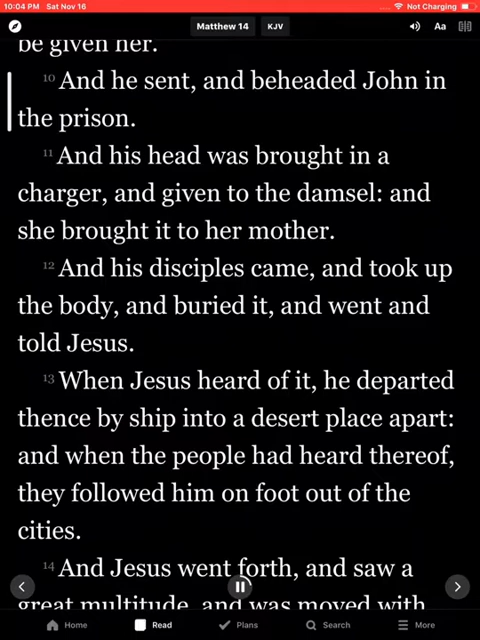 10:04 PM Sat Nov 16 Not Charging
Matthew 14 KJV Aa
be given her.
10 And he sent, and beheaded John in
the prison.
11 And his head was brought in a
charger, and given to the damsel: and
she brought it to her mother.
12 And his disciples came, and took up
the body, and buried it, and went and
told Jesus.
13 When Jesus heard of it, he departed
thence by ship into a desert place apart:
and when the people had heard thereof,
they followed him on foot out of the
cities.
14 And Jesus went forth, and saw a
great multitude, and was moved with
Home Read Plans Search More